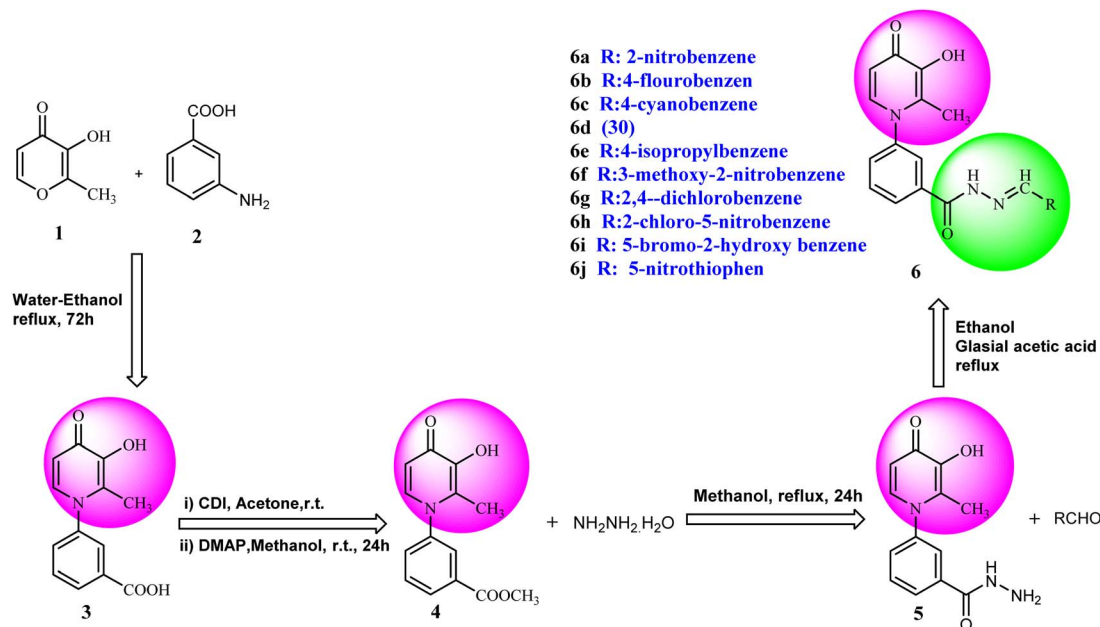 6a R: 2-nitrobenzene
6b R:4-flourobenzen
6c R:4-cyanobenzene
6d (30)
6e R:4-isopropylbenzene
6f R:3-methoxy-2-nitrobenzene
6g R:2,4--dichlorobenzene
6h R:2-chloro-5-nitrobenzene
6i R: 5-bromo-2-hydroxy benzene
6j R: 5-nitrothiophen
O
OH
N
CH3
H
N
N
H
C
R
O
6
O
OH
O
CH3
1
+
COOH
NH2
2
Water-Ethanol
reflux, 72h
Ethanol
Glasial acetic acid
reflux
O
OH
N
CH3
COOH
3
i) CDI, Acetone,r.t.
ii) DMAP,Methanol, r.t., 24h
O
OH
N
CH3
COOCH3
4
+ NH2NH2.H2O
Methanol, reflux, 24h
O
OH
N
CH3
H
N
NH2
O
5
+ RCHO